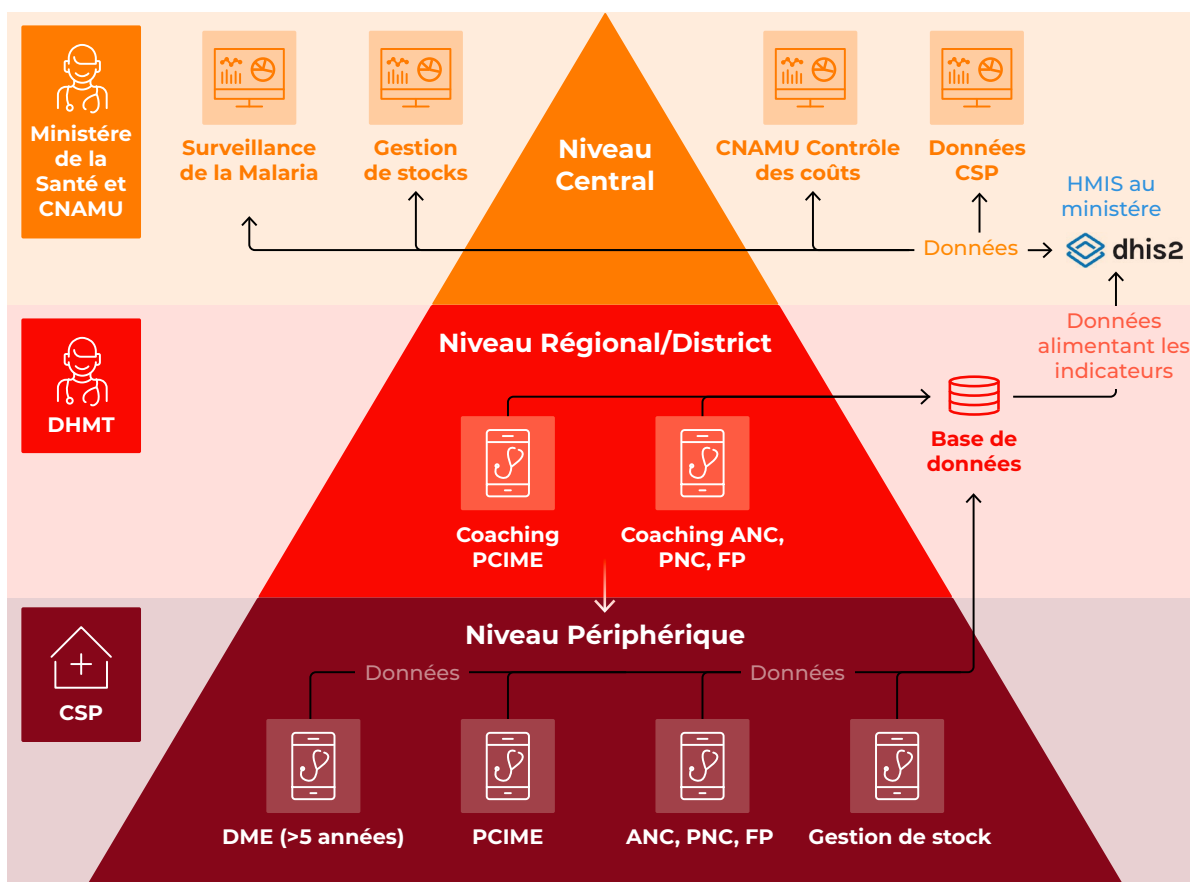 Ministére
de la
Santé et
CNAMU
Surveillance
de la Malaria
Gestion
de stocks
Niveau
Central
CNAMU Contrôle
des coûts
Données
CSP
HMIS au
ministére
Données
dhis2
DHMT
Niveau Régional/District
Données
alimentant les
indicateurs
Base de
données
Coaching
PCIME
Coaching ANC,
PNC, FP
CSP
Niveau Périphérique
Données
Données
DME (>5 années)
PCIME
ANC, PNC, FP
Gestion de stock